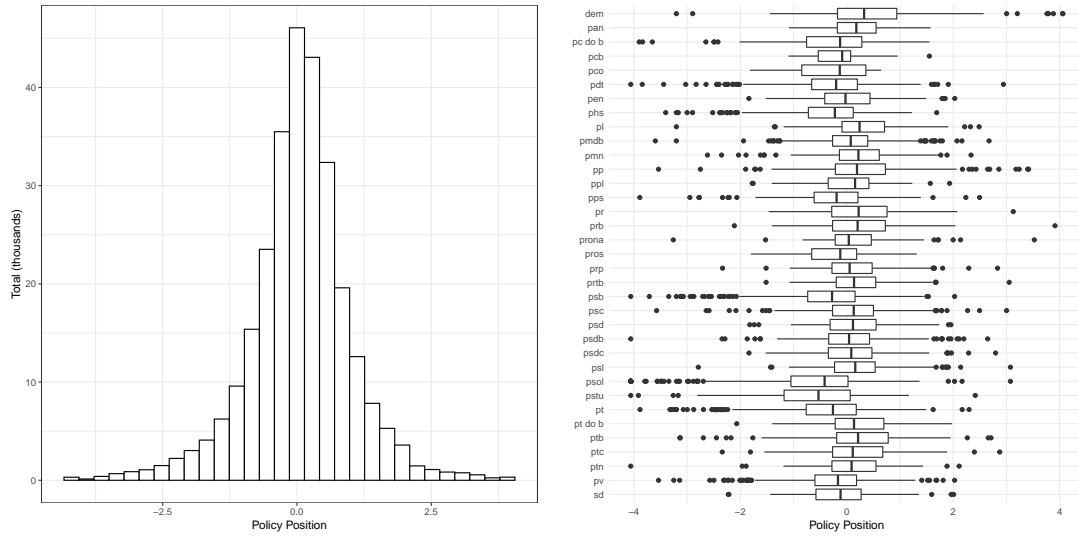 Total (thousands)
40
30
20
10
0
−2.5
0.0
2.5
Policy Position
dem
pan
pc do b
pcb
pco
pdt
pen
phs
pl
pmdb
pmn
pp
ppl
pps
pr
prb
prona
pros
prp
prtb
psb
psc
psd
psdb
psdc
psl
psol
pstu
pt
pt do b
ptb
ptc
ptn
pv
sd
−4
−2
0
2
4
Policy Position